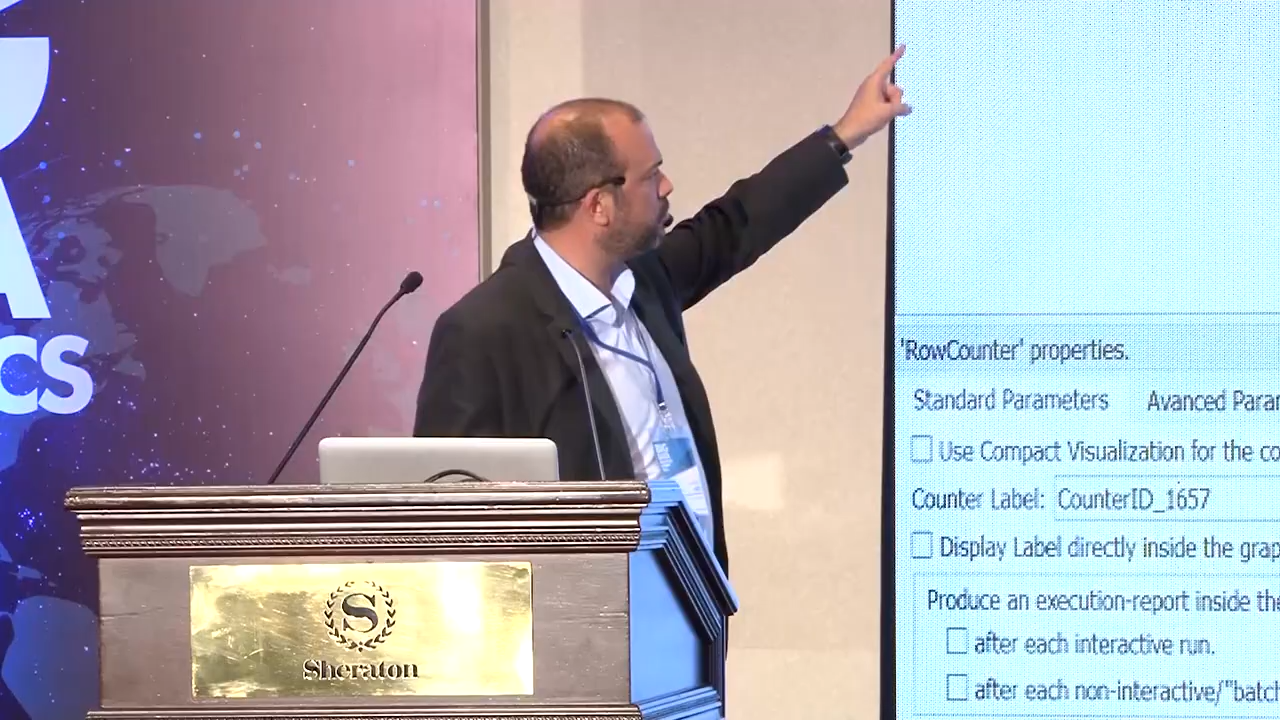 A
CS
S
Sheraton
'RowCounter' properties.
Standard Parameters Avanced Parar
Use Compact Visualization for the co
Counter Label: CounterID_1657
Display Label directly inside the grap
Produce an execution-report inside the
after each interactive run.
after each non-interactive/"batch